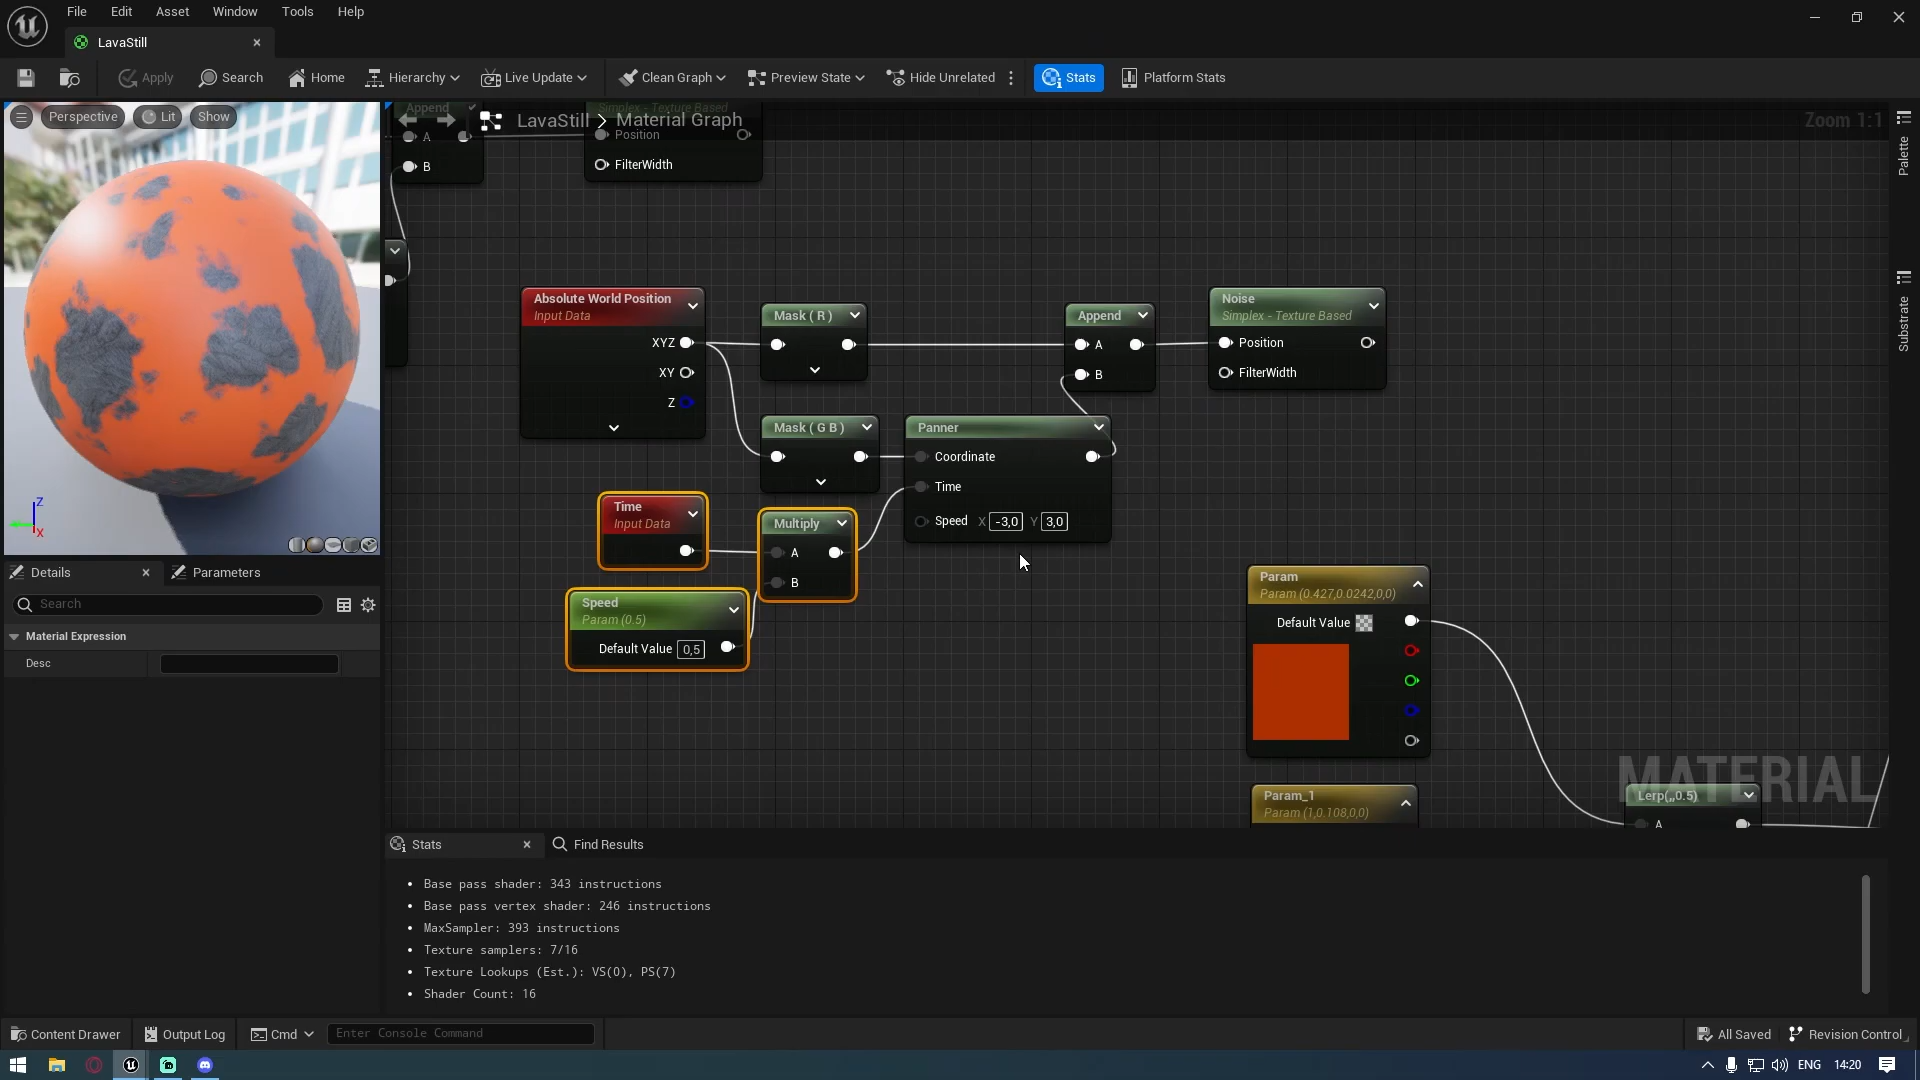 File Edit Asset Window Tools Help
LavaStill
Apply Search Home Hierarchy Live Update Clean Graph Preview State Hide Unrelated Stats Platform Stats
Perspective Lit Show
Append
Simplex - Texture Based
LavaStill > Material Graph
Zoom 1:1
A
Position
B
FilterWidth
Palette
Substrate
Absolute World Position
Input Data
XYZ
XY
Z
Mask ( R )
Append
A
B
Noise
Simplex - Texture Based
Position
FilterWidth
Mask ( G B )
Panner
Coordinate
Time
Speed X -3,0 Y 3,0
Time
Input Data
Multiply
A
B
Speed
Param (0.5)
Default Value 0,5
Param
Param (0.427,0.0242,0,0)
Default Value
Param_1
Param (1,0.108,0,0)
MATERIAL
Lerp(,,0.5)
A
Z
X
Details Parameters
Search
Material Expression
Desc
Stats Find Results
• Base pass shader: 343 instructions
• Base pass vertex shader: 246 instructions
• MaxSampler: 393 instructions
• Texture samplers: 7/16
• Texture Lookups (Est.): VS(0), PS(7)
• Shader Count: 16
Content Drawer Output Log Cmd Enter Console Command All Saved Revision Control
ENG 14:20